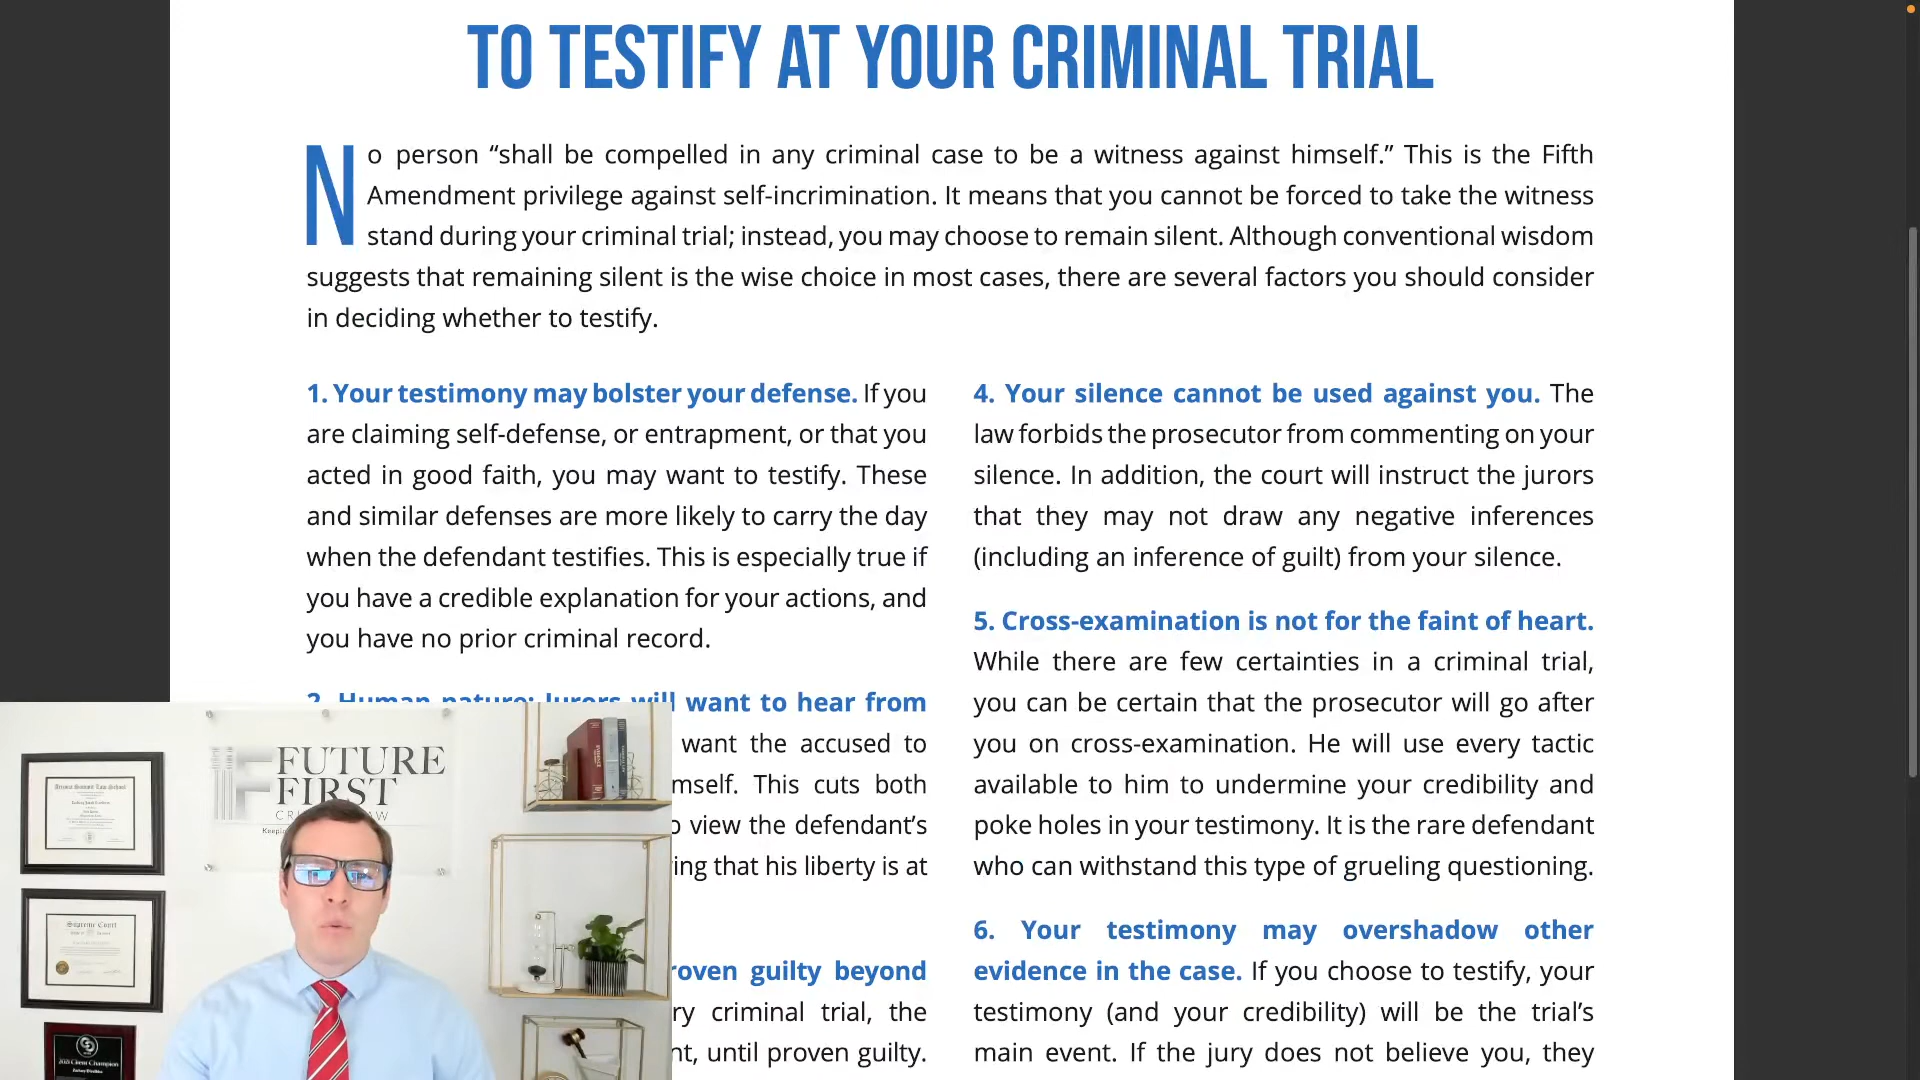 TO TESTIFY AT YOUR CRIMINAL TRIAL
No person “shall be compelled in any criminal case to be a witness against himself.” This is the Fifth
Amendment privilege against self-incrimination. It means that you cannot be forced to take the witness
stand during your criminal trial; instead, you may choose to remain silent. Although conventional wisdom
suggests that remaining silent is the wise choice in most cases, there are several factors you should consider
in deciding whether to testify.
1. Your testimony may bolster your defense. If you
are claiming self-defense, or entrapment, or that you
acted in good faith, you may want to testify. These
and similar defenses are more likely to carry the day
when the defendant testifies. This is especially true if
you have a credible explanation for your actions, and
you have no prior criminal record.
2. Human nature: Jurors will want to hear from
want the accused to
mself. This cuts both
view the defendant’s
ing that his liberty is at
roven guilty beyond
ry criminal trial, the
nt, until proven guilty.
4. Your silence cannot be used against you. The
law forbids the prosecutor from commenting on your
silence. In addition, the court will instruct the jurors
that they may not draw any negative inferences
(including an inference of guilt) from your silence.
5. Cross-examination is not for the faint of heart.
While there are few certainties in a criminal trial,
you can be certain that the prosecutor will go after
you on cross-examination. He will use every tactic
available to him to undermine your credibility and
poke holes in your testimony. It is the rare defendant
who can withstand this type of grueling questioning.
6. Your testimony may overshadow other
evidence in the case. If you choose to testify, your
testimony (and your credibility) will be the trial’s
main event. If the jury does not believe you, they
FUTURE
FIRST
Supreme Court
2021 Client Champion